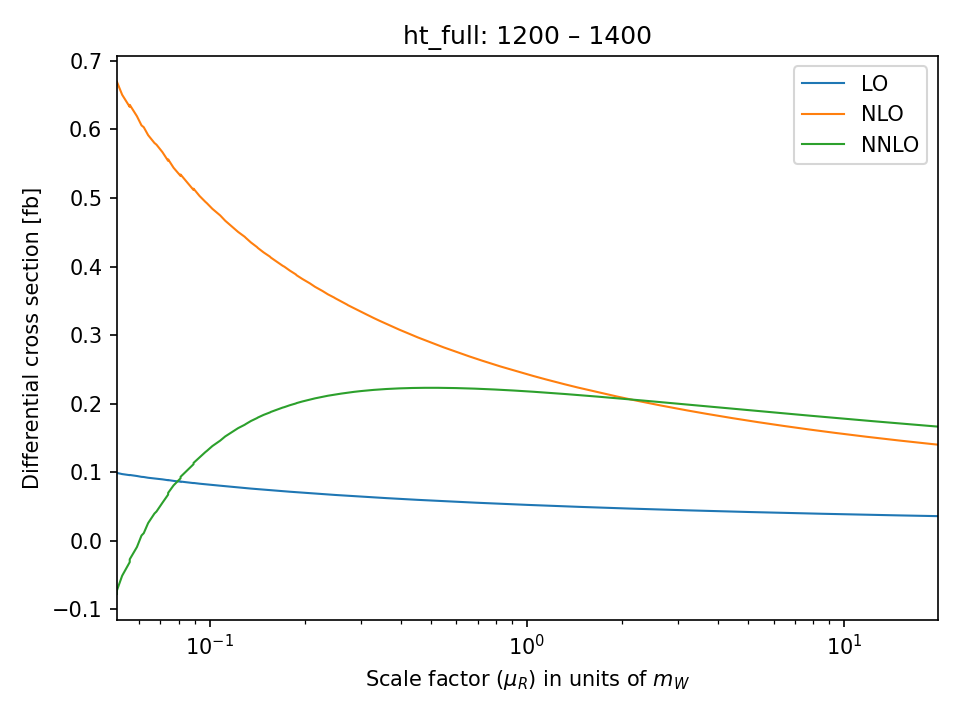 ht_full: 1200 – 1400
Differential cross section [fb]
0.7
0.6
0.5
0.4
0.3
0.2
0.1
0.0
−0.1
LO
NLO
NNLO
10⁻¹
10⁰
10¹
Scale factor (μ_R) in units of m_W